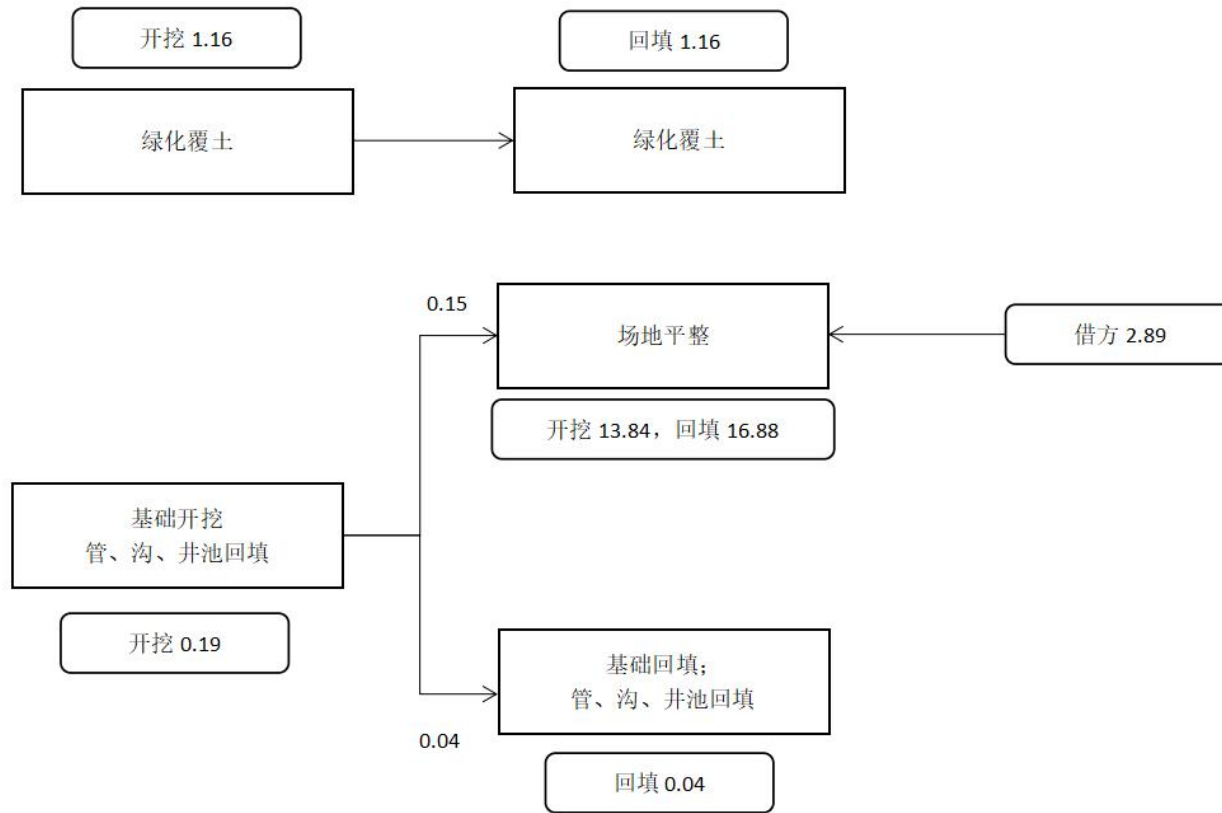 开挖 1.16
回填 1.16
绿化覆土
绿化覆土
0.15
场地平整
借方 2.89
开挖 13.84，回填 16.88
基础开挖
管、沟、井池回填
开挖 0.19
基础回填；
管、沟、井池回填
0.04
回填 0.04